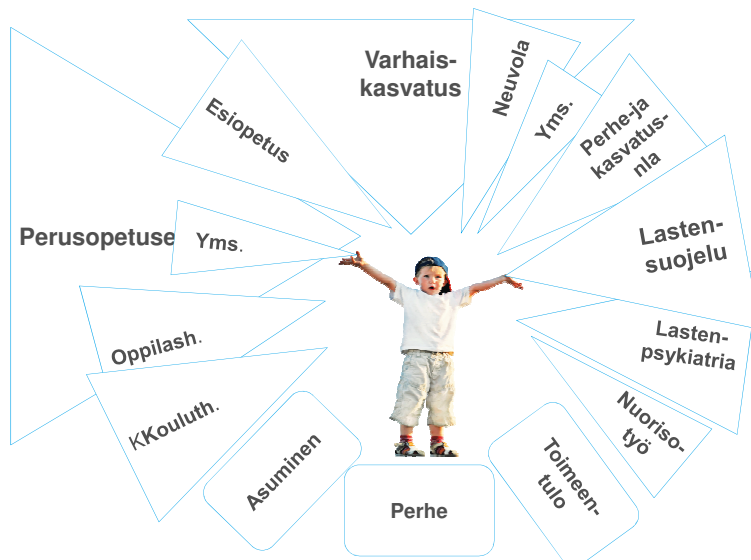 Varhais-
kasvatus
Neuvola
Yms.
Perhe-ja
kasvatus-
nla
Esiopetus
Perusopetuse
Yms.
Lasten-
suojelu
Oppilash.
Lasten-
psykiatria
KKouluth.
Nuoriso-
työ
Asuminen
Toimeen-
tulo
Perhe